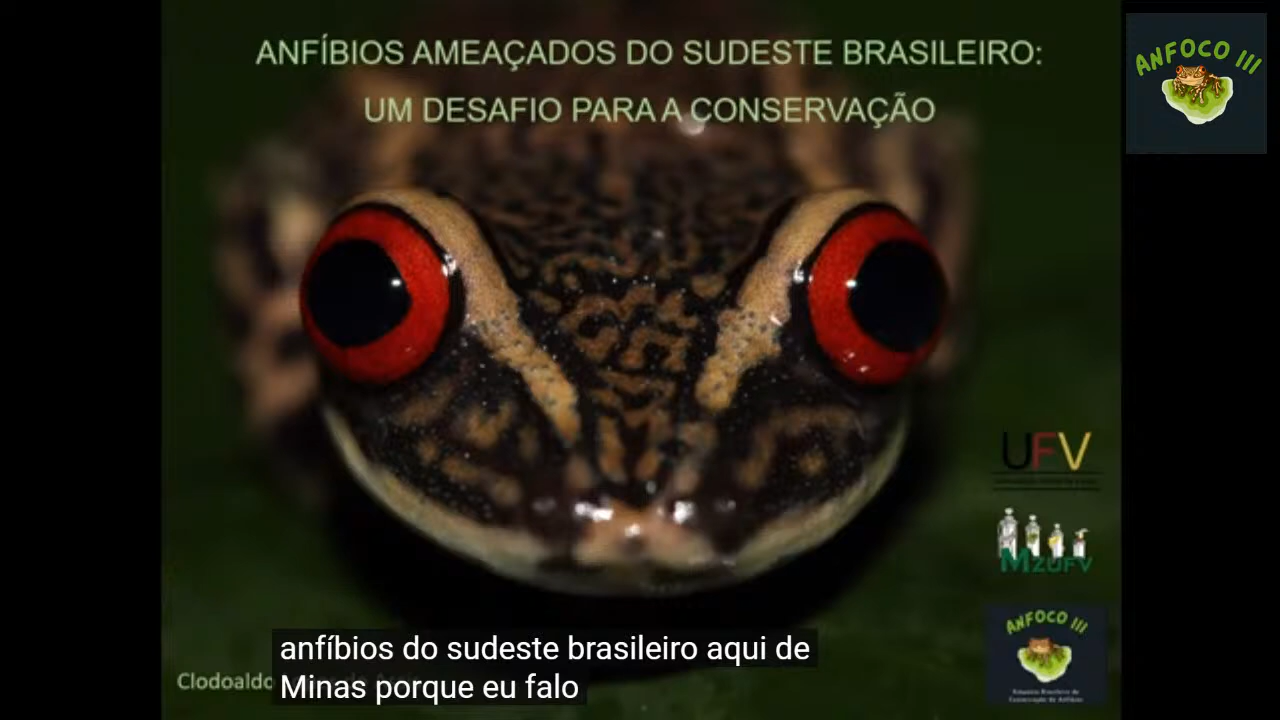 ANFÍBIOS AMEAÇADOS DO SUDESTE BRASILEIRO:
UM DESAFIO PARA A CONSERVAÇÃO
ANFOCO III
UFV
MZUFV
ANFOCO III
Clodoaldo
anfíbios do sudeste brasileiro aqui de
Minas porque eu falo